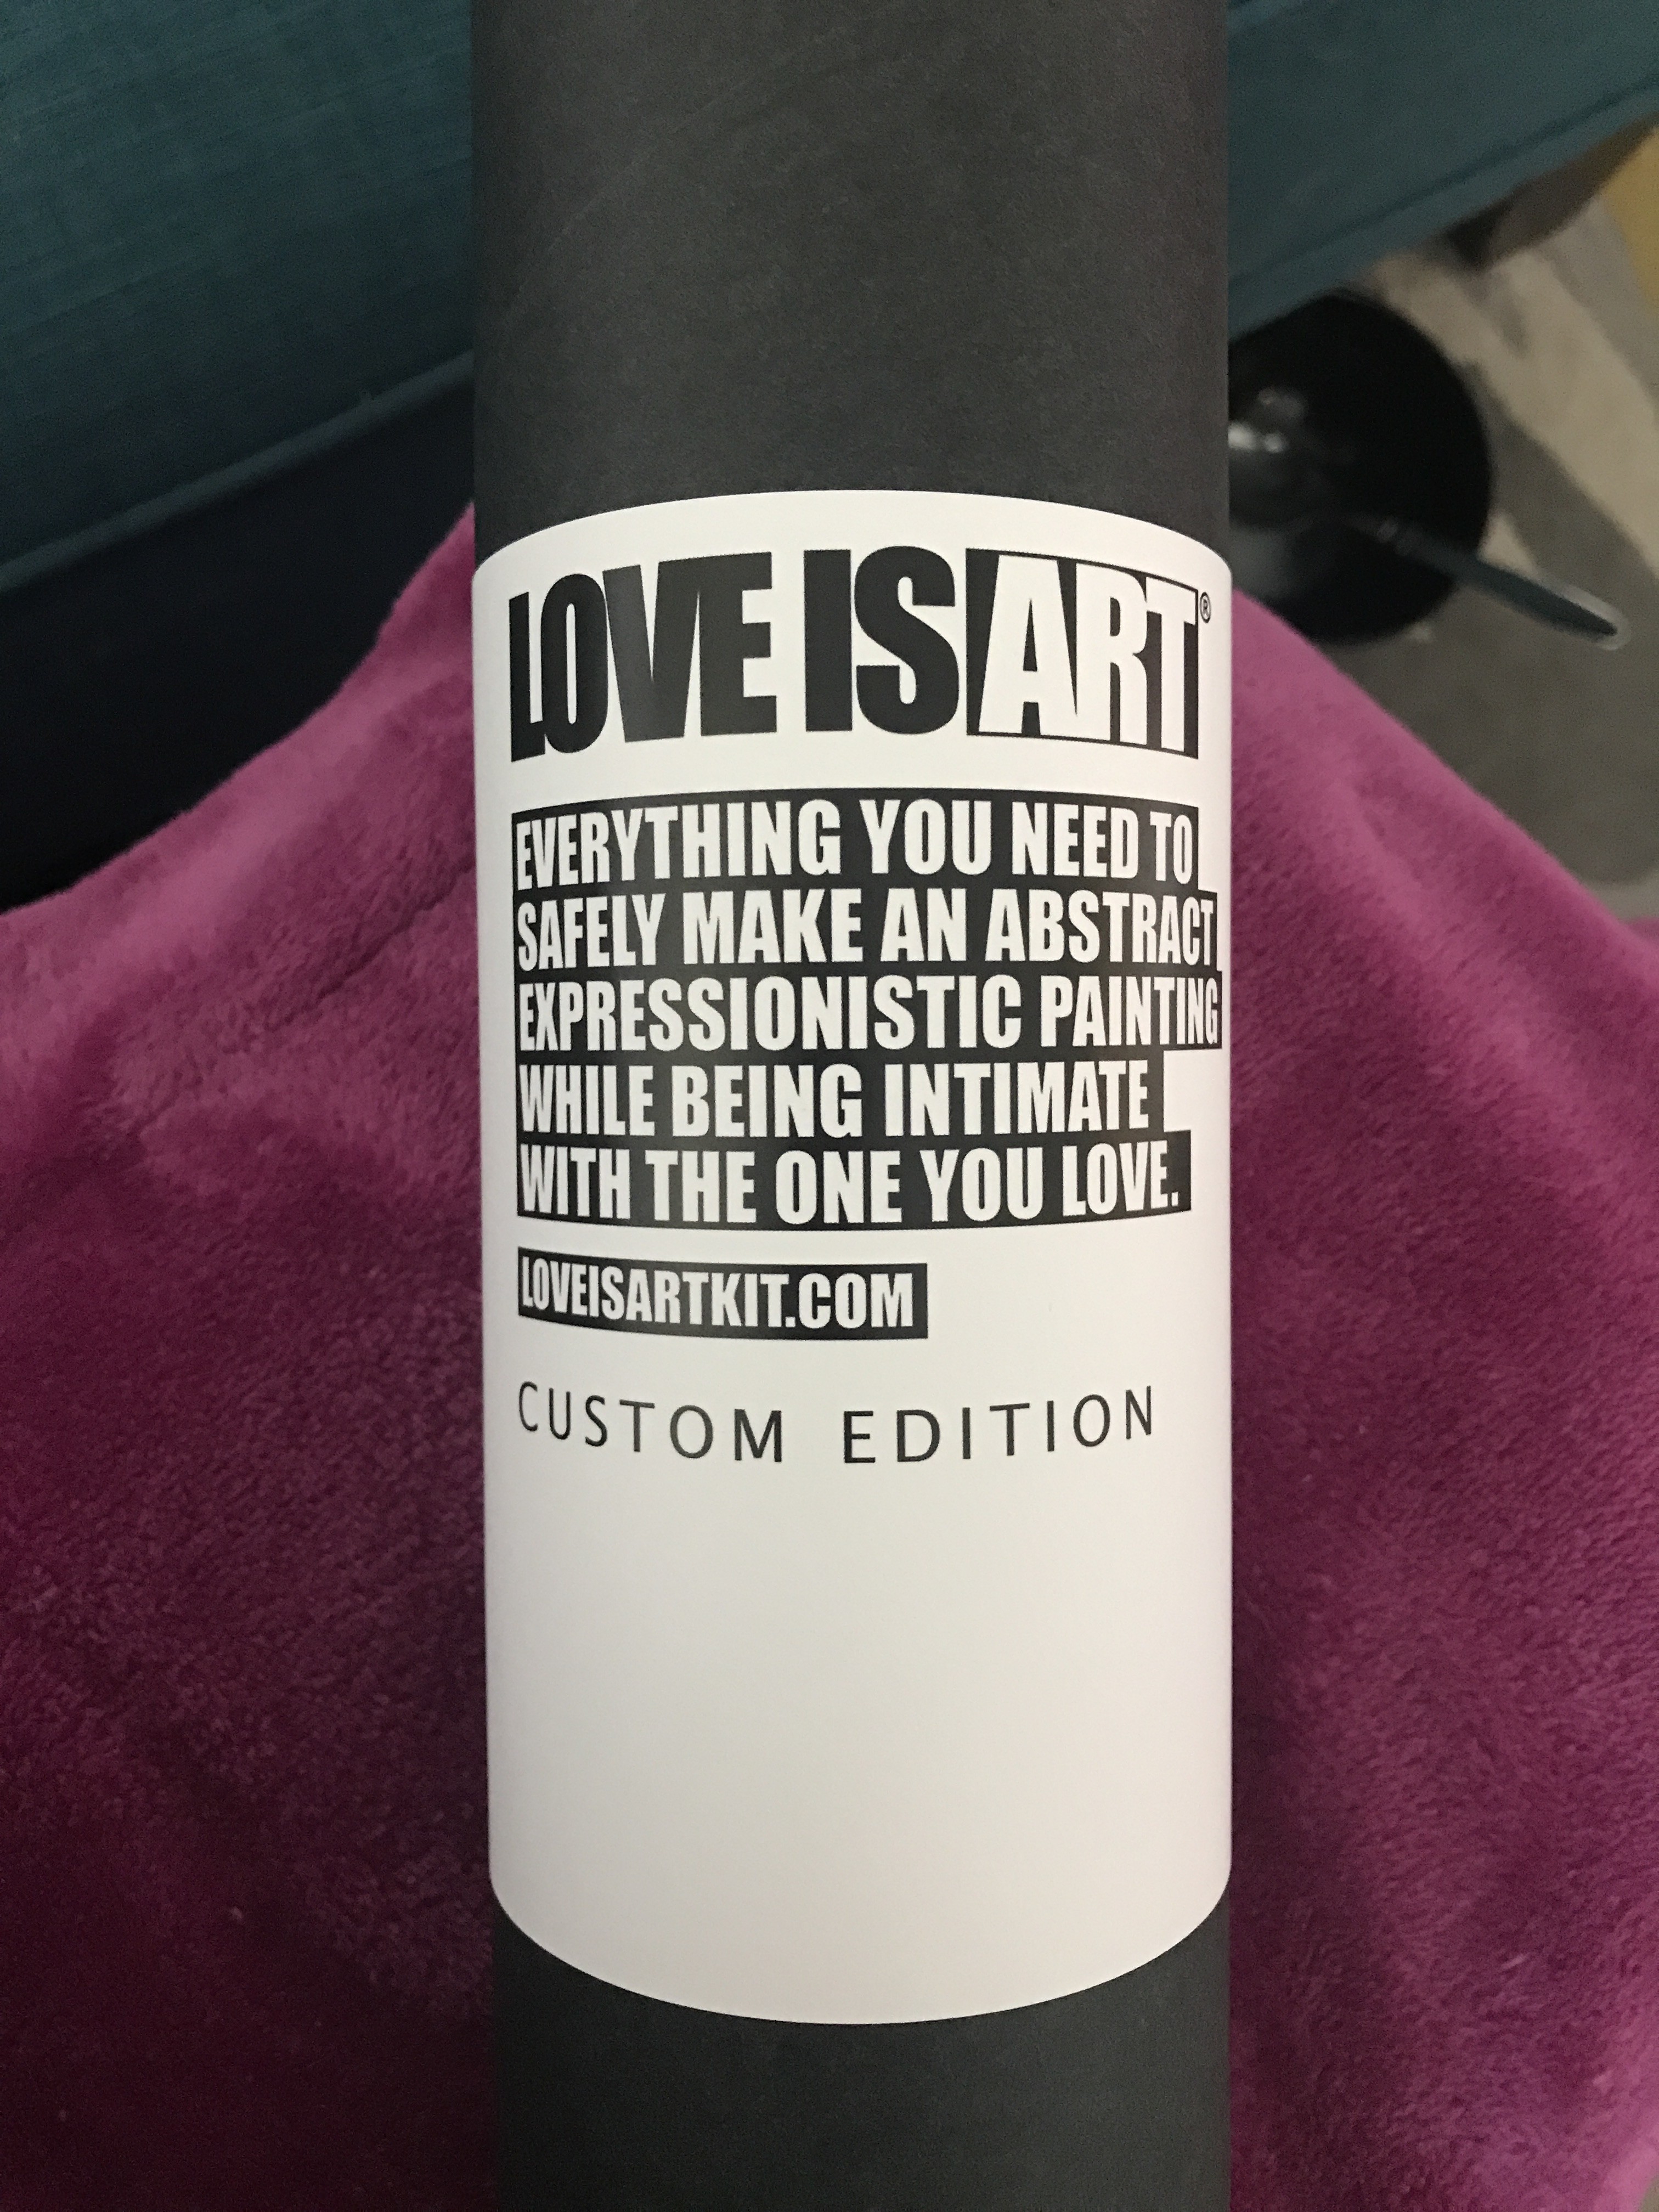 LOVE IS ART®
EVERYTHING YOU NEED TO
SAFELY MAKE AN ABSTRACT
EXPRESSIONISTIC PAINTING
WHILE BEING INTIMATE
WITH THE ONE YOU LOVE.
LOVEISARTKIT.COM
CUSTOM EDITION